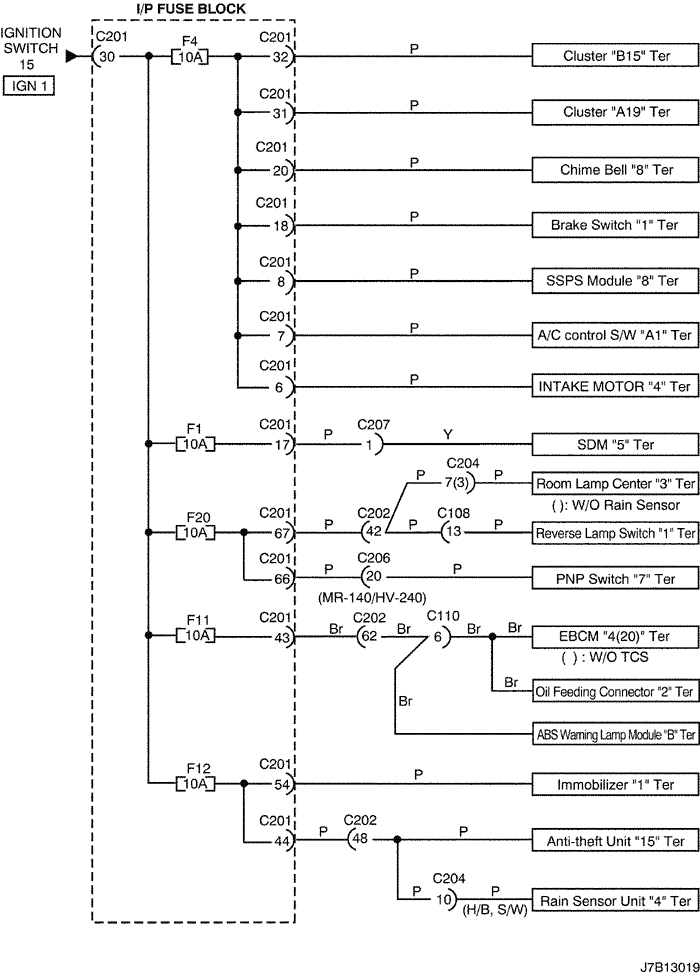 I/P FUSE BLOCK
IGNITION
SWITCH
15
IGN 1
C201
30
F4
10A
C201
32
P
Cluster "B15" Ter
C201
31
P
Cluster "A19" Ter
C201
20
P
Chime Bell "8" Ter
C201
18
P
Brake Switch "1" Ter
C201
8
P
SSPS Module "8" Ter
C201
7
P
A/C control S/W "A1" Ter
C201
6
P
INTAKE MOTOR "4" Ter
F1
10A
C201
17
P
C207
1
Y
SDM "5" Ter
P
C204
7(3)
P
Room Lamp Center "3" Ter
( ): W/O Rain Sensor
F20
10A
C201
67
P
C202
42
P
C108
13
P
Reverse Lamp Switch "1" Ter
C201
66
P
C206
20
P
PNP Switch "7" Ter
(MR-140/HV-240)
F11
10A
C201
43
Br
C202
62
Br
C110
6
Br
Br
EBCM "4(20)" Ter
( ) : W/O TCS
Br
Oil Feeding Connector "2" Ter
Br
ABS Warning Lamp Module "B" Ter
F12
10A
C201
54
P
Immobilizer "1" Ter
C201
44
P
C202
48
P
Anti-theft Unit "15" Ter
P
C204
10
P
(H/B, S/W)
Rain Sensor Unit "4" Ter
J7B13019